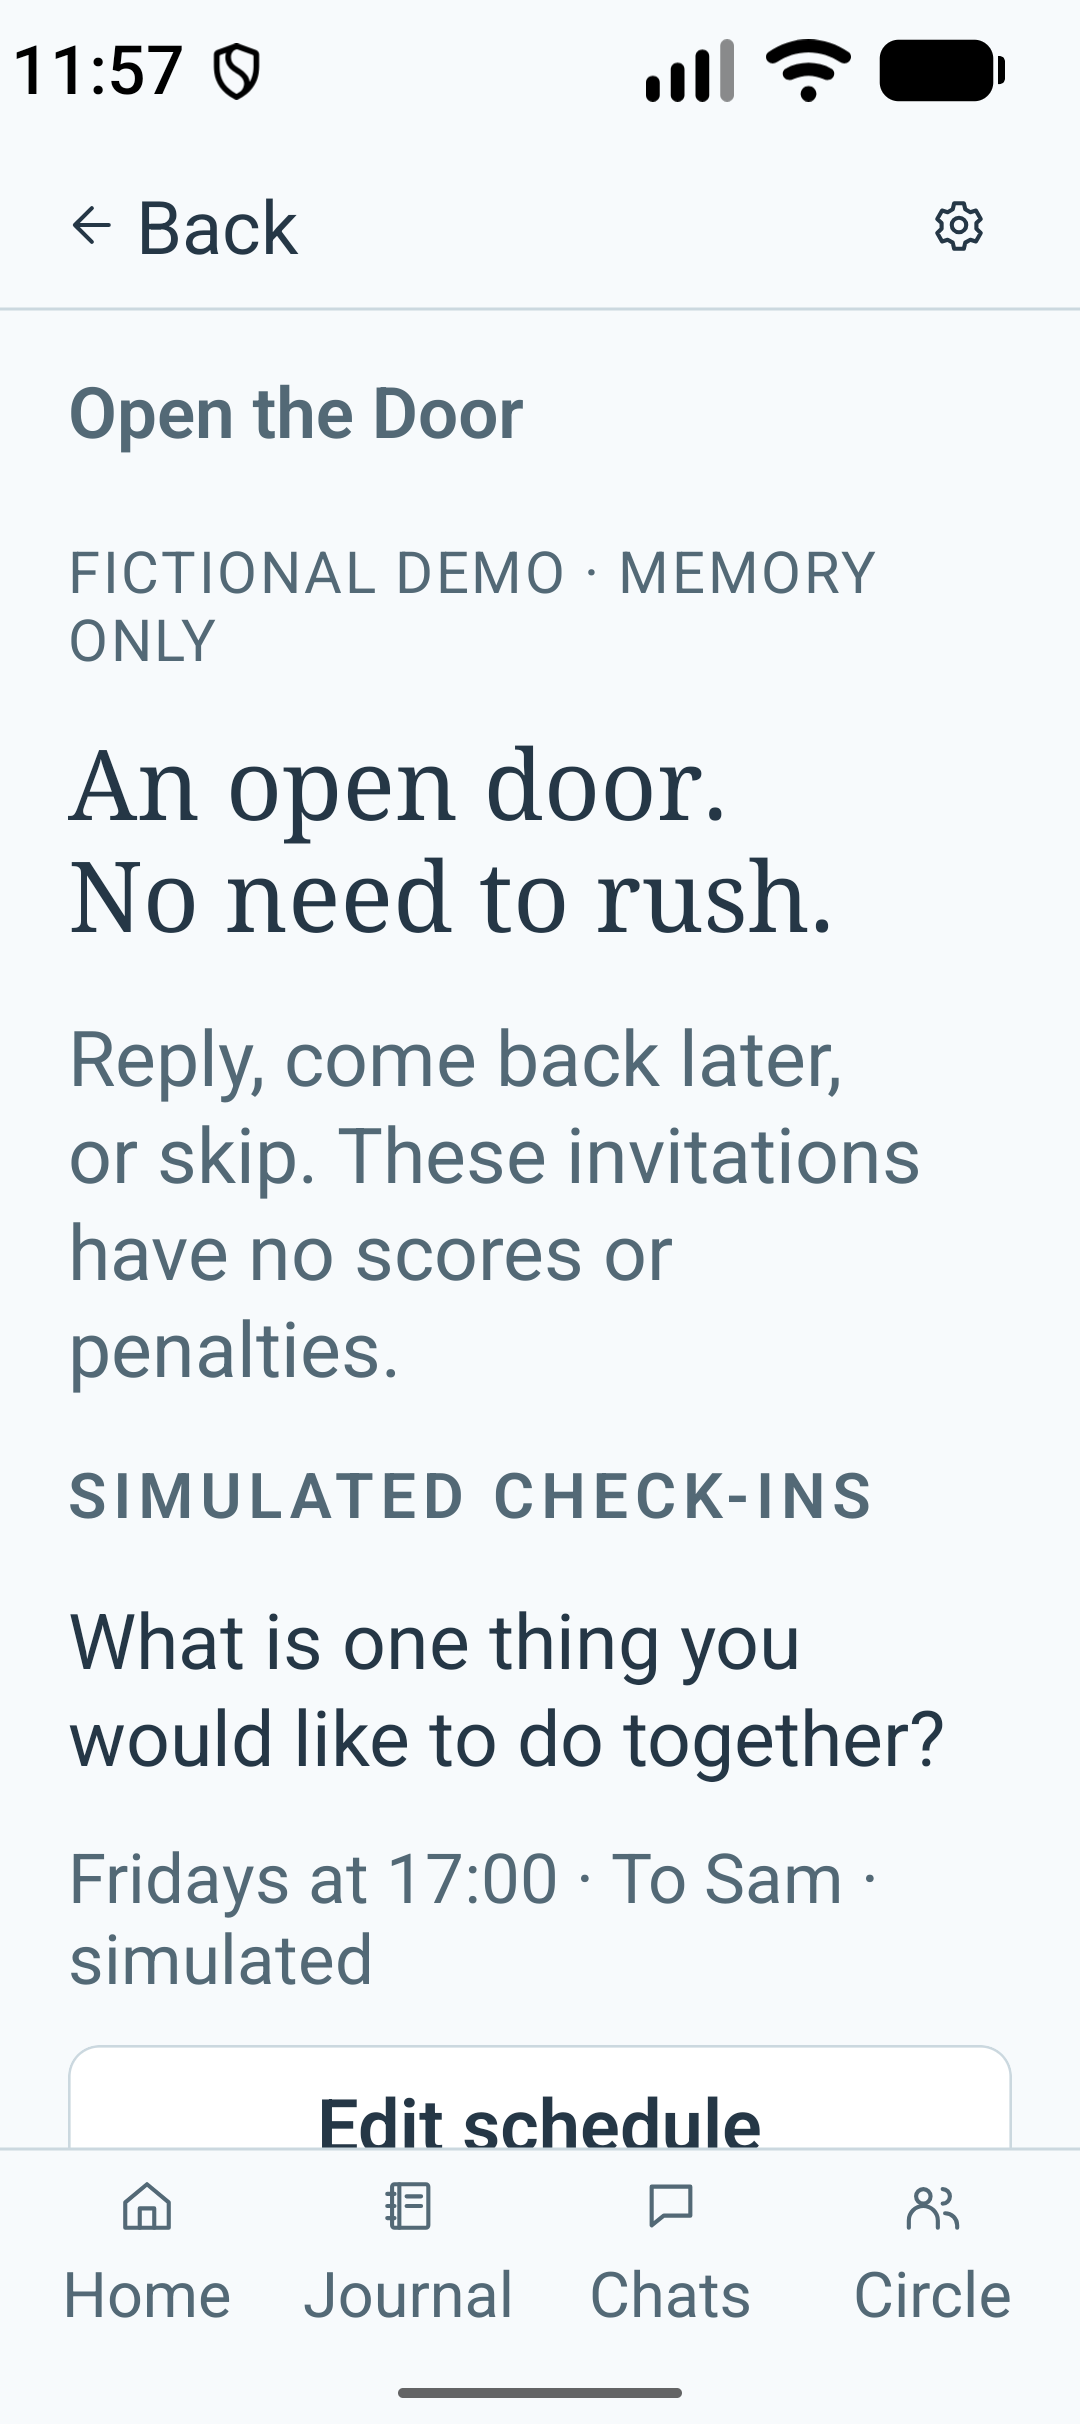 11:57
Back
Open the Door
FICTIONAL DEMO · MEMORY
ONLY
An open door.
No need to rush.
Reply, come back later,
or skip. These invitations
have no scores or
penalties.
SIMULATED CHECK-INS
What is one thing you
would like to do together?
Fridays at 17:00 · To Sam ·
simulated
Edit schedule
Home
Journal
Chats
Circle